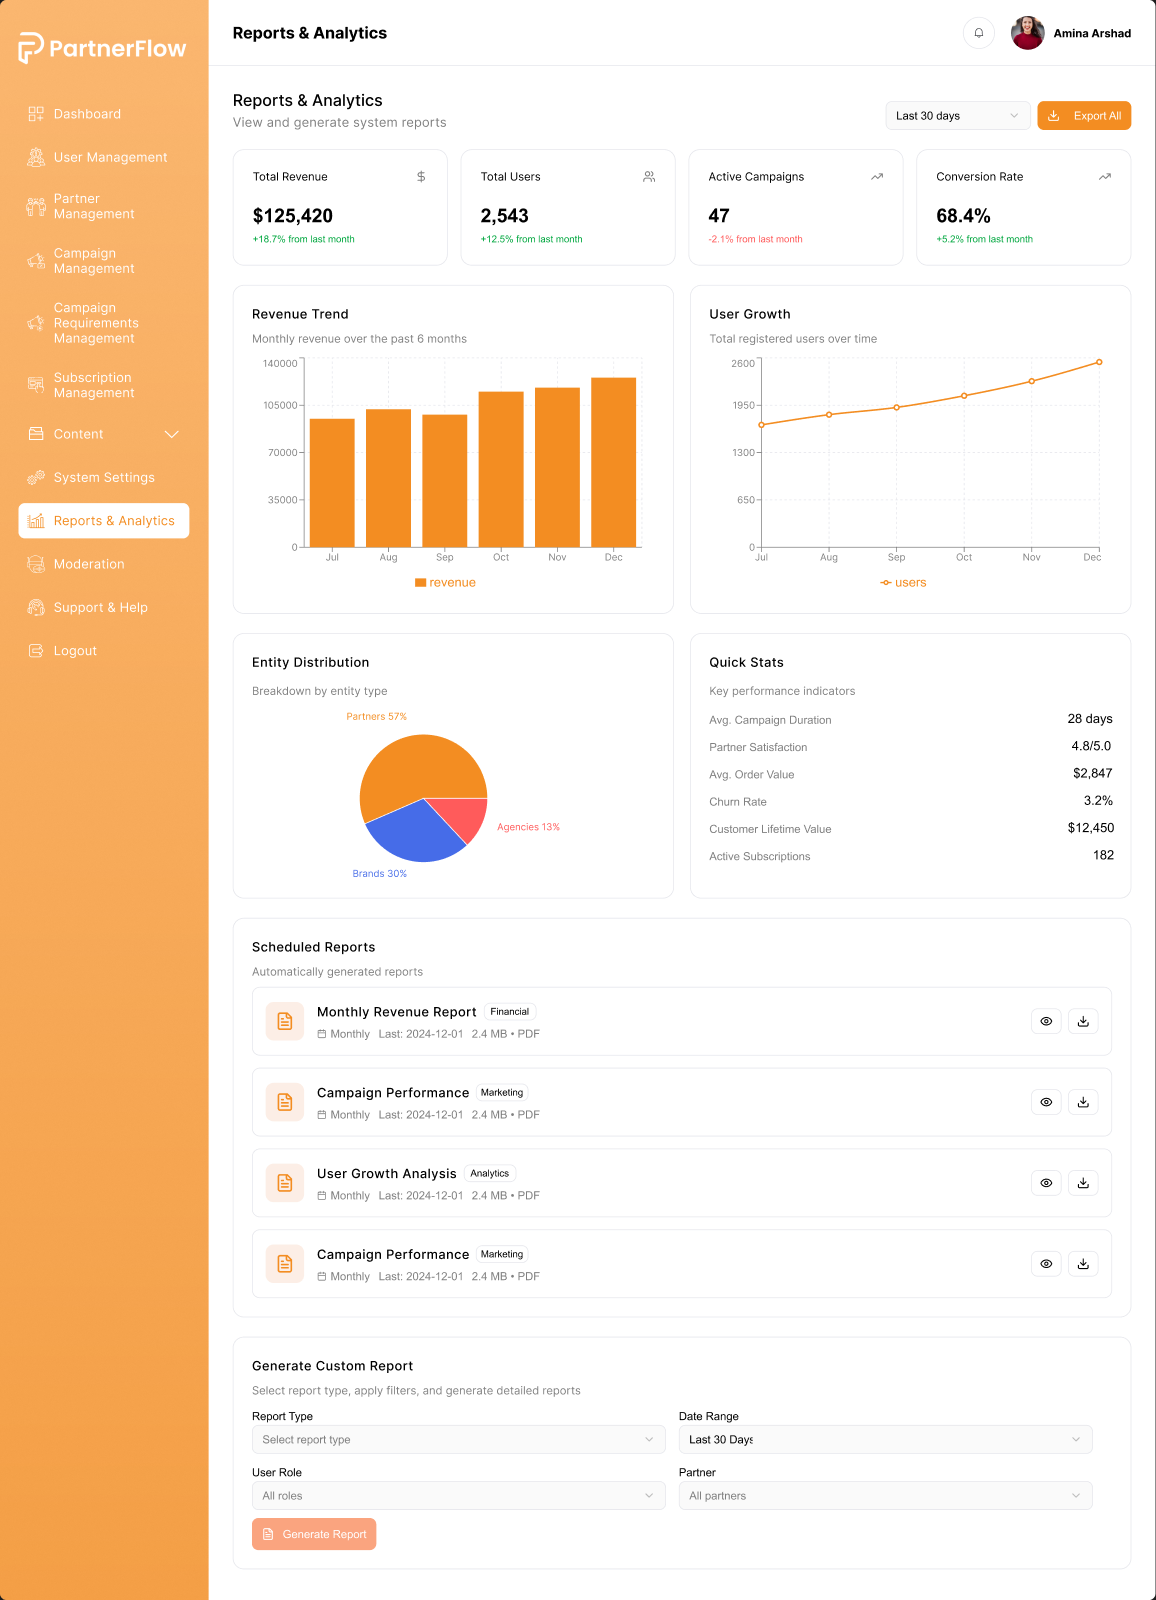 PartnerFlow
Dashboard
User Management
Partner
Management
Campaign
Management
Campaign
Requirements
Management
Subscription
Management
Content
System Settings
Reports & Analytics
Moderation
Support & Help
Logout
Reports & Analytics
Amina Arshad
Reports & Analytics
View and generate system reports
Last 30 days
Export All
Total Revenue
$125,420
+18.7% from last month
Total Users
2,543
+12.5% from last month
Active Campaigns
47
-2.1% from last month
Conversion Rate
68.4%
+5.2% from last month
Revenue Trend
Monthly revenue over the past 6 months
140000
105000
70000
35000
0
Jul Aug Sep Oct Nov Dec
revenue
User Growth
Total registered users over time
2600
1950
1300
650
0
Jul Aug Sep Oct Nov Dec
users
Entity Distribution
Breakdown by entity type
Partners 57%
Agencies 13%
Brands 30%
Quick Stats
Key performance indicators
Avg. Campaign Duration 28 days
Partner Satisfaction 4.8/5.0
Avg. Order Value $2,847
Churn Rate 3.2%
Customer Lifetime Value $12,450
Active Subscriptions 182
Scheduled Reports
Automatically generated reports
Monthly Revenue Report Financial
Monthly Last: 2024-12-01 2.4 MB • PDF
Campaign Performance Marketing
Monthly Last: 2024-12-01 2.4 MB • PDF
User Growth Analysis Analytics
Monthly Last: 2024-12-01 2.4 MB • PDF
Campaign Performance Marketing
Monthly Last: 2024-12-01 2.4 MB • PDF
Generate Custom Report
Select report type, apply filters, and generate detailed reports
Report Type
Select report type
Date Range
Last 30 Days
User Role
All roles
Partner
All partners
Generate Report